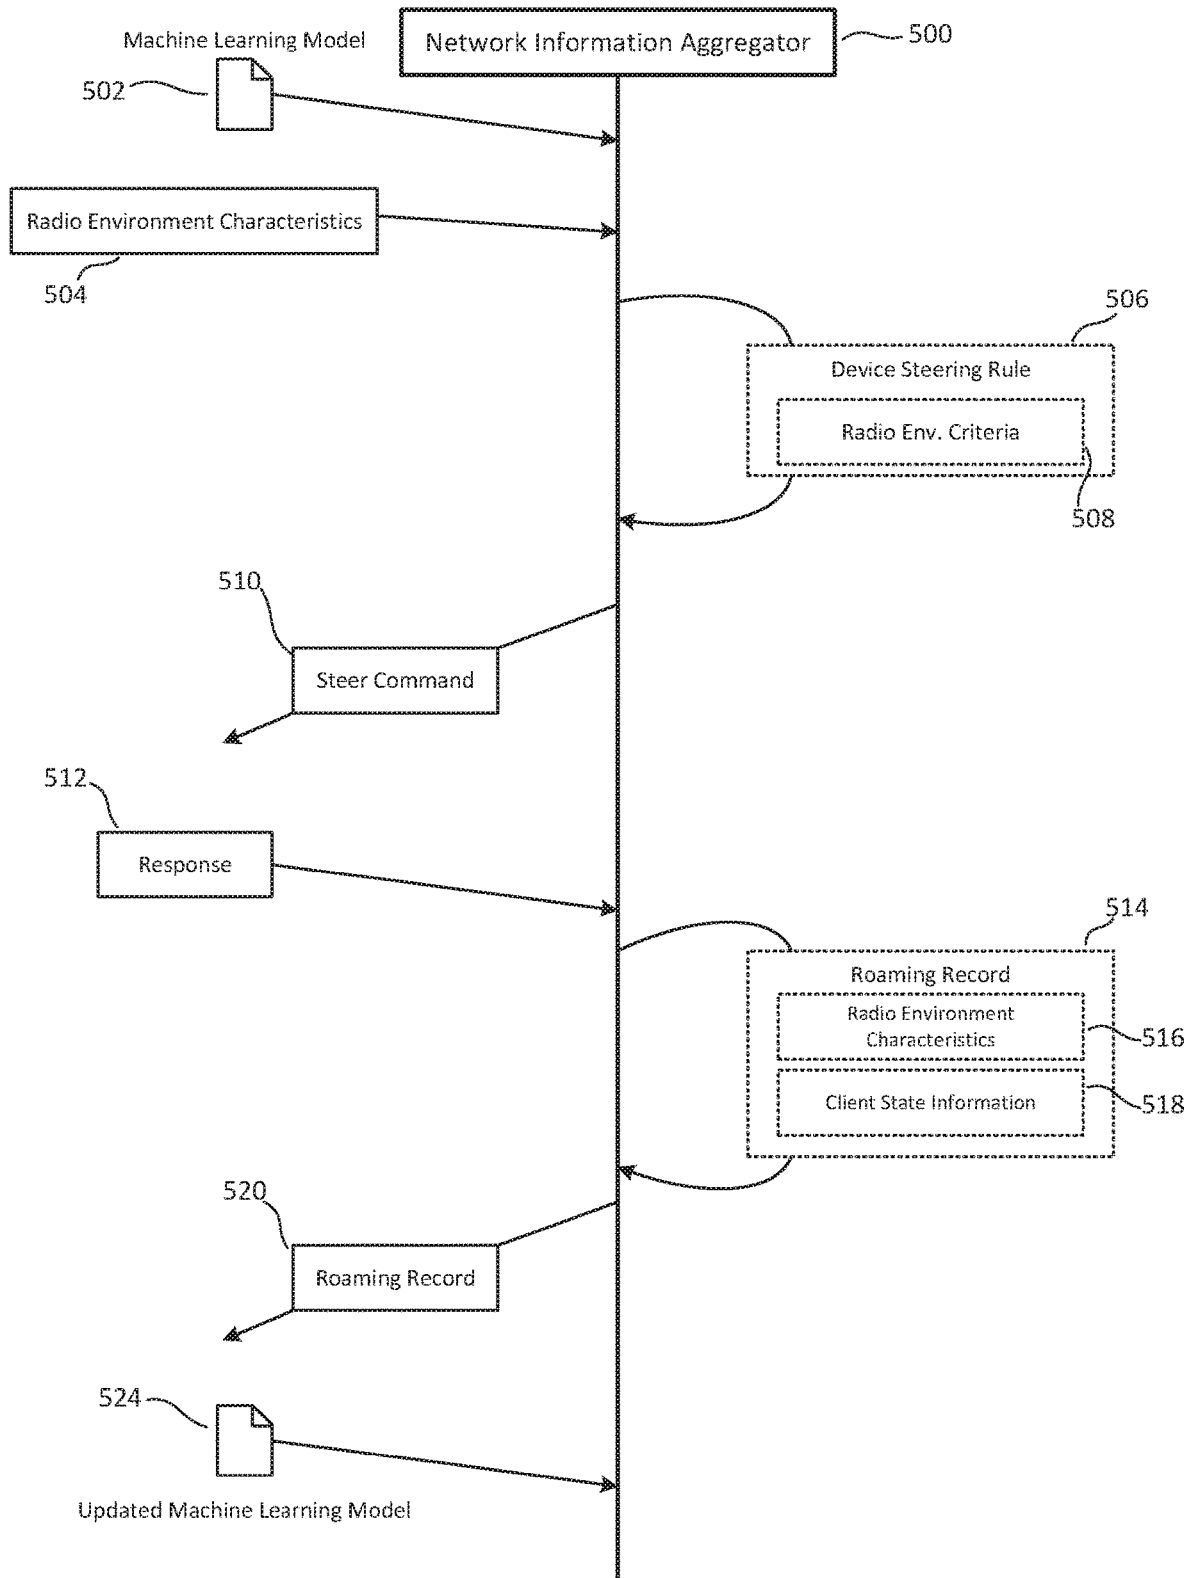 Machine Learning Model
Network Information Aggregator
500
502
Radio Environment Characteristics
504
506
Device Steering Rule
Radio Env. Criteria
508
510
Steer Command
512
Response
514
Roaming Record
Radio Environment
Characteristics
516
Client State Information
518
520
Roaming Record
524
Updated Machine Learning Model